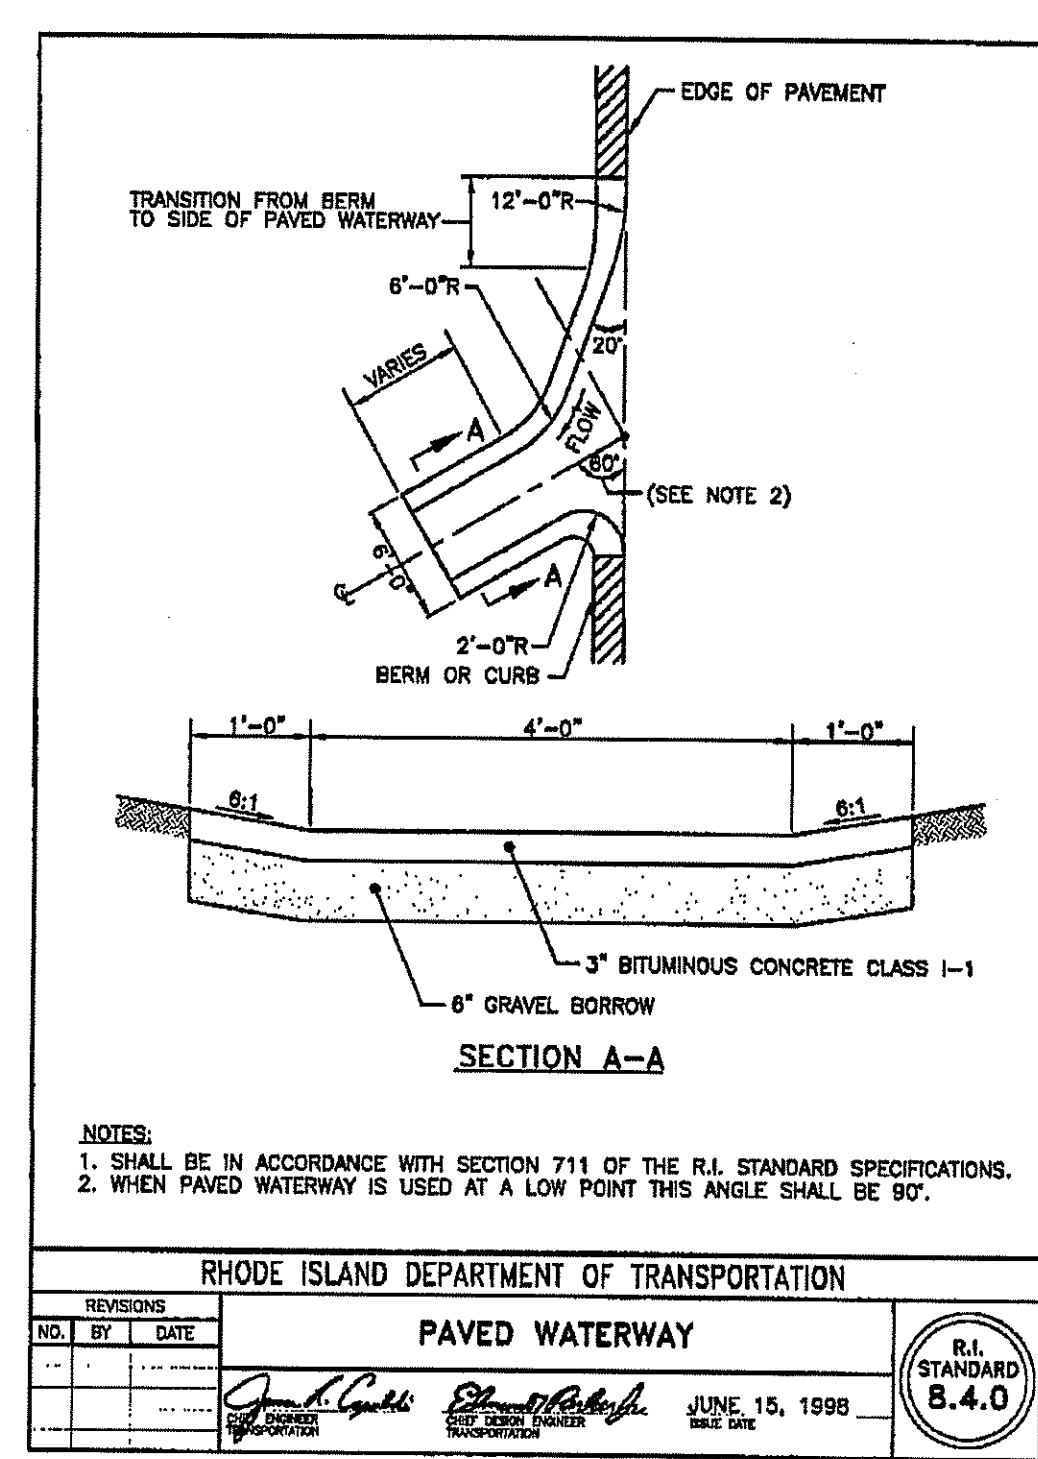 EDGE OF PAVEMENT
TRANSITION FROM BERM
TO SIDE OF PAVED WATERWAY
12'-0"R
6'-0"R
20°
VARIES
A
FLOW
60°
(SEE NOTE 2)
6'-0"
℄
A
2'-0"R
BERM OR CURB
1'-0"
4'-0"
1'-0"
6:1
6:1
3" BITUMINOUS CONCRETE CLASS I-1
6" GRAVEL BORROW
SECTION A-A
NOTES:
1. SHALL BE IN ACCORDANCE WITH SECTION 711 OF THE R.I. STANDARD SPECIFICATIONS.
2. WHEN PAVED WATERWAY IS USED AT A LOW POINT THIS ANGLE SHALL BE 90°.
RHODE ISLAND DEPARTMENT OF TRANSPORTATION
REVISIONS
NO. BY DATE
PAVED WATERWAY
CHIEF ENGINEER
TRANSPORTATION
CHIEF DESIGN ENGINEER
TRANSPORTATION
JUNE 15, 1998
ISSUE DATE
R.I.
STANDARD
8.4.0